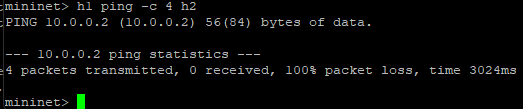 mininet> h1 ping -c 4 h2
PING 10.0.0.2 (10.0.0.2) 56(84) bytes of data.
--- 10.0.0.2 ping statistics ---
4 packets transmitted, 0 received, 100% packet loss, time 3024ms
mininet>